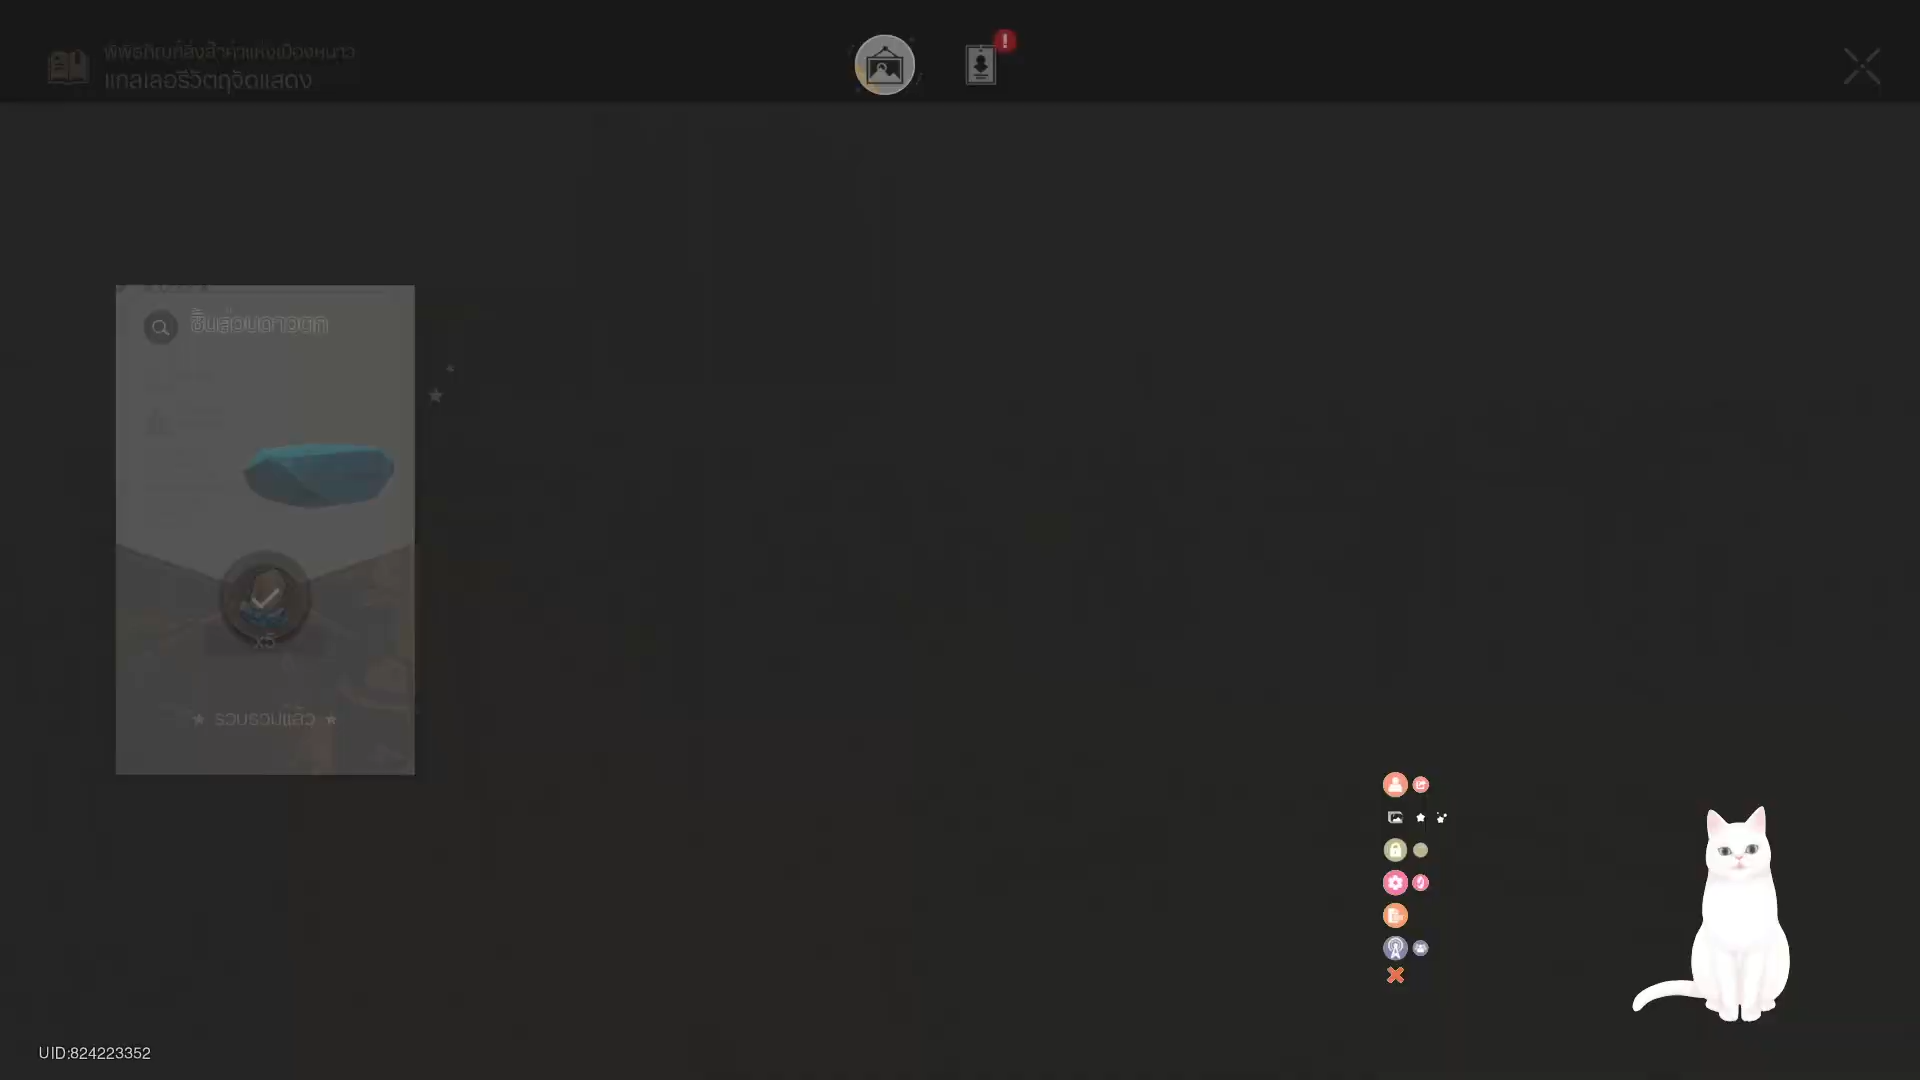 พิพิธภัณฑ์สิ่งล้ำค่าแห่งเมืองหนาว
แกลเลอรีวัตถุจัดแสดง
ชิ้นส่วนดาวตก
x5
รวบรวมแล้ว
UID:824223352